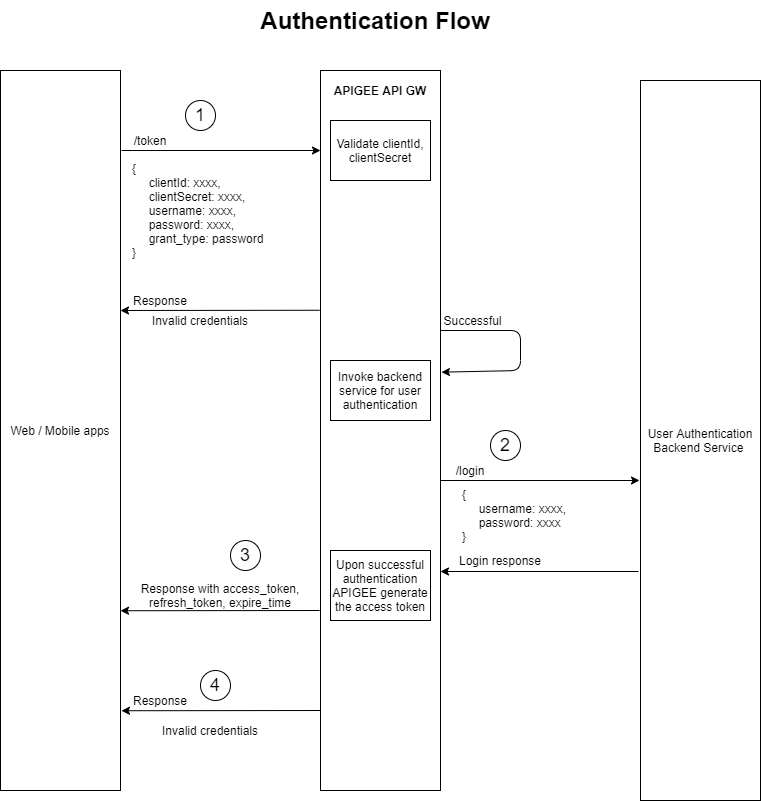 Authentication Flow
APIGEE API GW
1
/token
Validate clientId,
clientSecret
{
clientId: xxxx,
clientSecret: xxxx,
username: xxxx,
password: xxxx,
grant_type: password
}
Response
Invalid credentials
Successful
Invoke backend
service for user
authentication
Web / Mobile apps
User Authentication
Backend Service
2
/login
{
username: xxxx,
password: xxxx
}
Login response
3
Response with access_token,
refresh_token, expire_time
Upon successful
authentication
APIGEE generate
the access token
4
Response
Invalid credentials